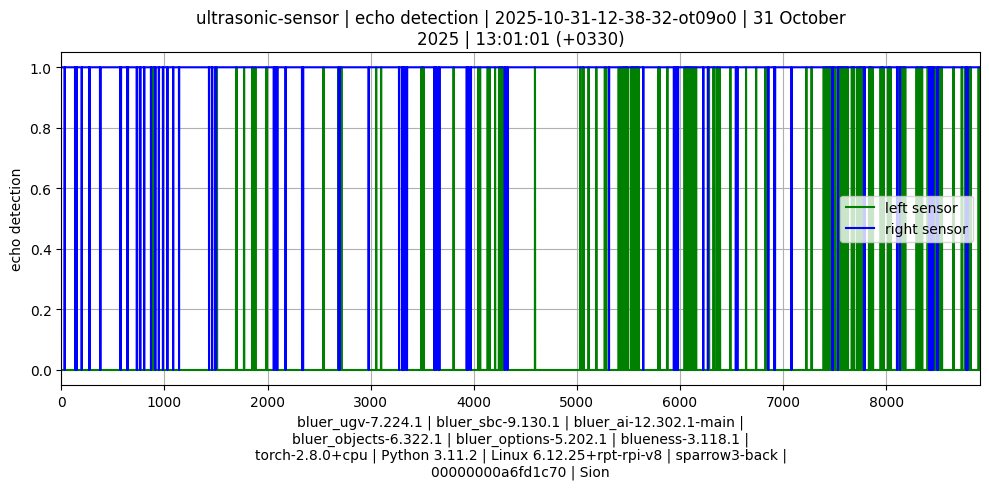 ultrasonic-sensor | echo detection | 2025-10-31-12-38-32-ot09o0 | 31 October
2025 | 13:01:01 (+0330)
1.0
0.8
0.6
0.4
0.2
0.0
echo detection
left sensor
right sensor
0 1000 2000 3000 4000 5000 6000 7000 8000
bluer_ugv-7.224.1 | bluer_sbc-9.130.1 | bluer_ai-12.302.1-main |
bluer_objects-6.322.1 | bluer_options-5.202.1 | blueness-3.118.1 |
torch-2.8.0+cpu | Python 3.11.2 | Linux 6.12.25+rpt-rpi-v8 | sparrow3-back |
00000000a6fd1c70 | Sion